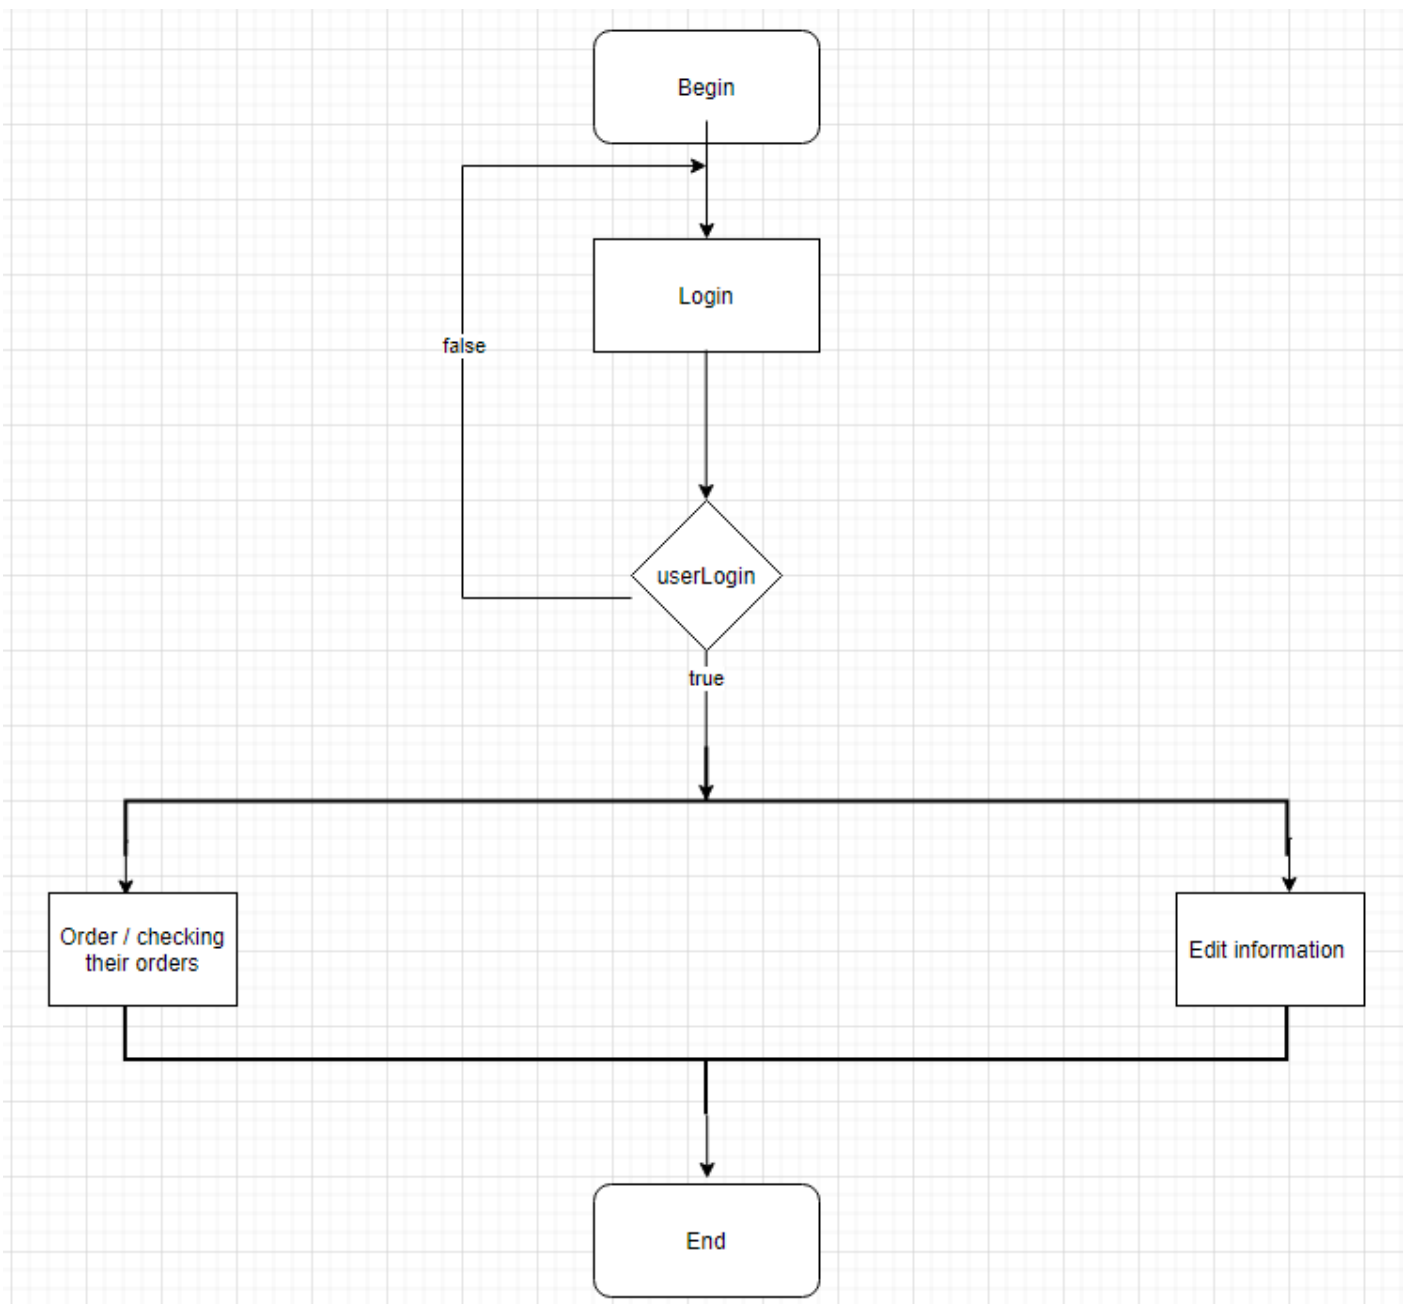 Begin
Login
false
userLogin
true
Order / checking
their orders
Edit information
End